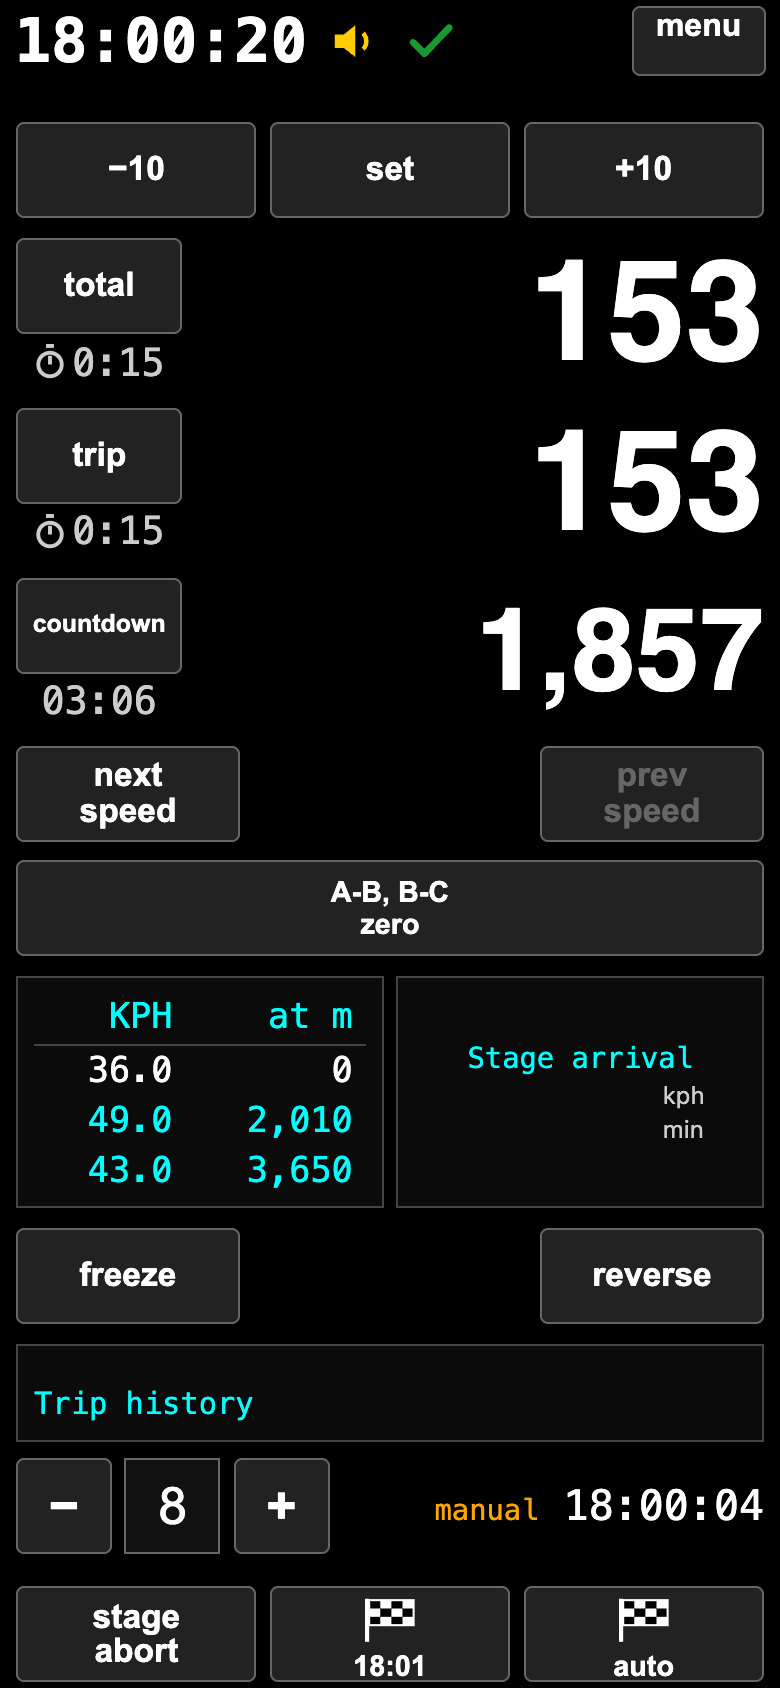 18:00:20
menu
−10
set
+10
total
153
0:15
trip
153
0:15
countdown
1,857
03:06
next
speed
prev
speed
A-B, B-C
zero
KPH at m
36.0 0
49.0 2,010
43.0 3,650
Stage arrival
kph
min
freeze
reverse
Trip history
− 8 +
manual 18:00:04
stage
abort
18:01
auto